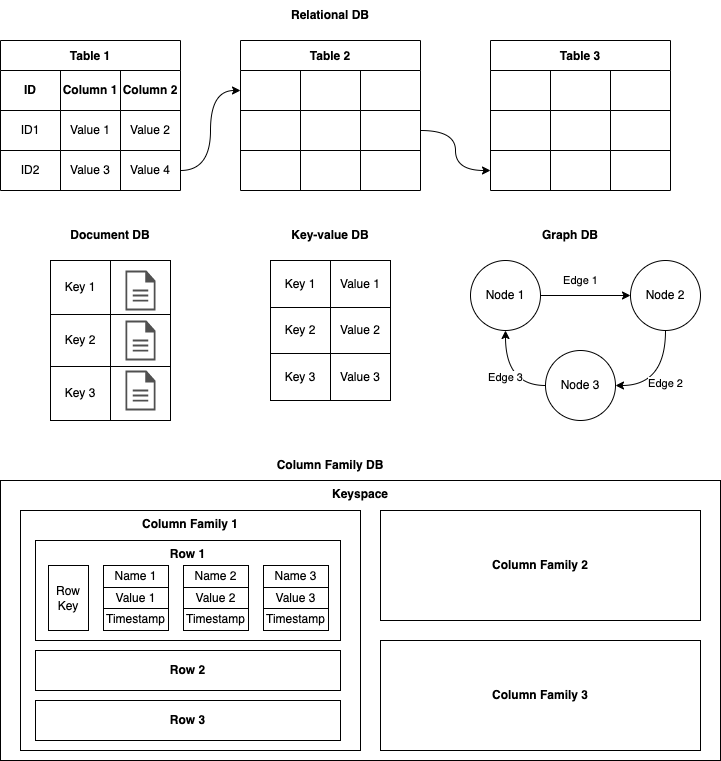 Relational DB
Table 1
ID Column 1 Column 2
ID1 Value 1 Value 2
ID2 Value 3 Value 4
Table 2
Table 3
Document DB
Key 1
Key 2
Key 3
Key-value DB
Key 1 Value 1
Key 2 Value 2
Key 3 Value 3
Graph DB
Node 1
Edge 1
Node 2
Edge 3
Node 3
Edge 2
Column Family DB
Keyspace
Column Family 1
Row 1
Row
Key
Name 1
Value 1
Timestamp
Name 2
Value 2
Timestamp
Name 3
Value 3
Timestamp
Row 2
Row 3
Column Family 2
Column Family 3